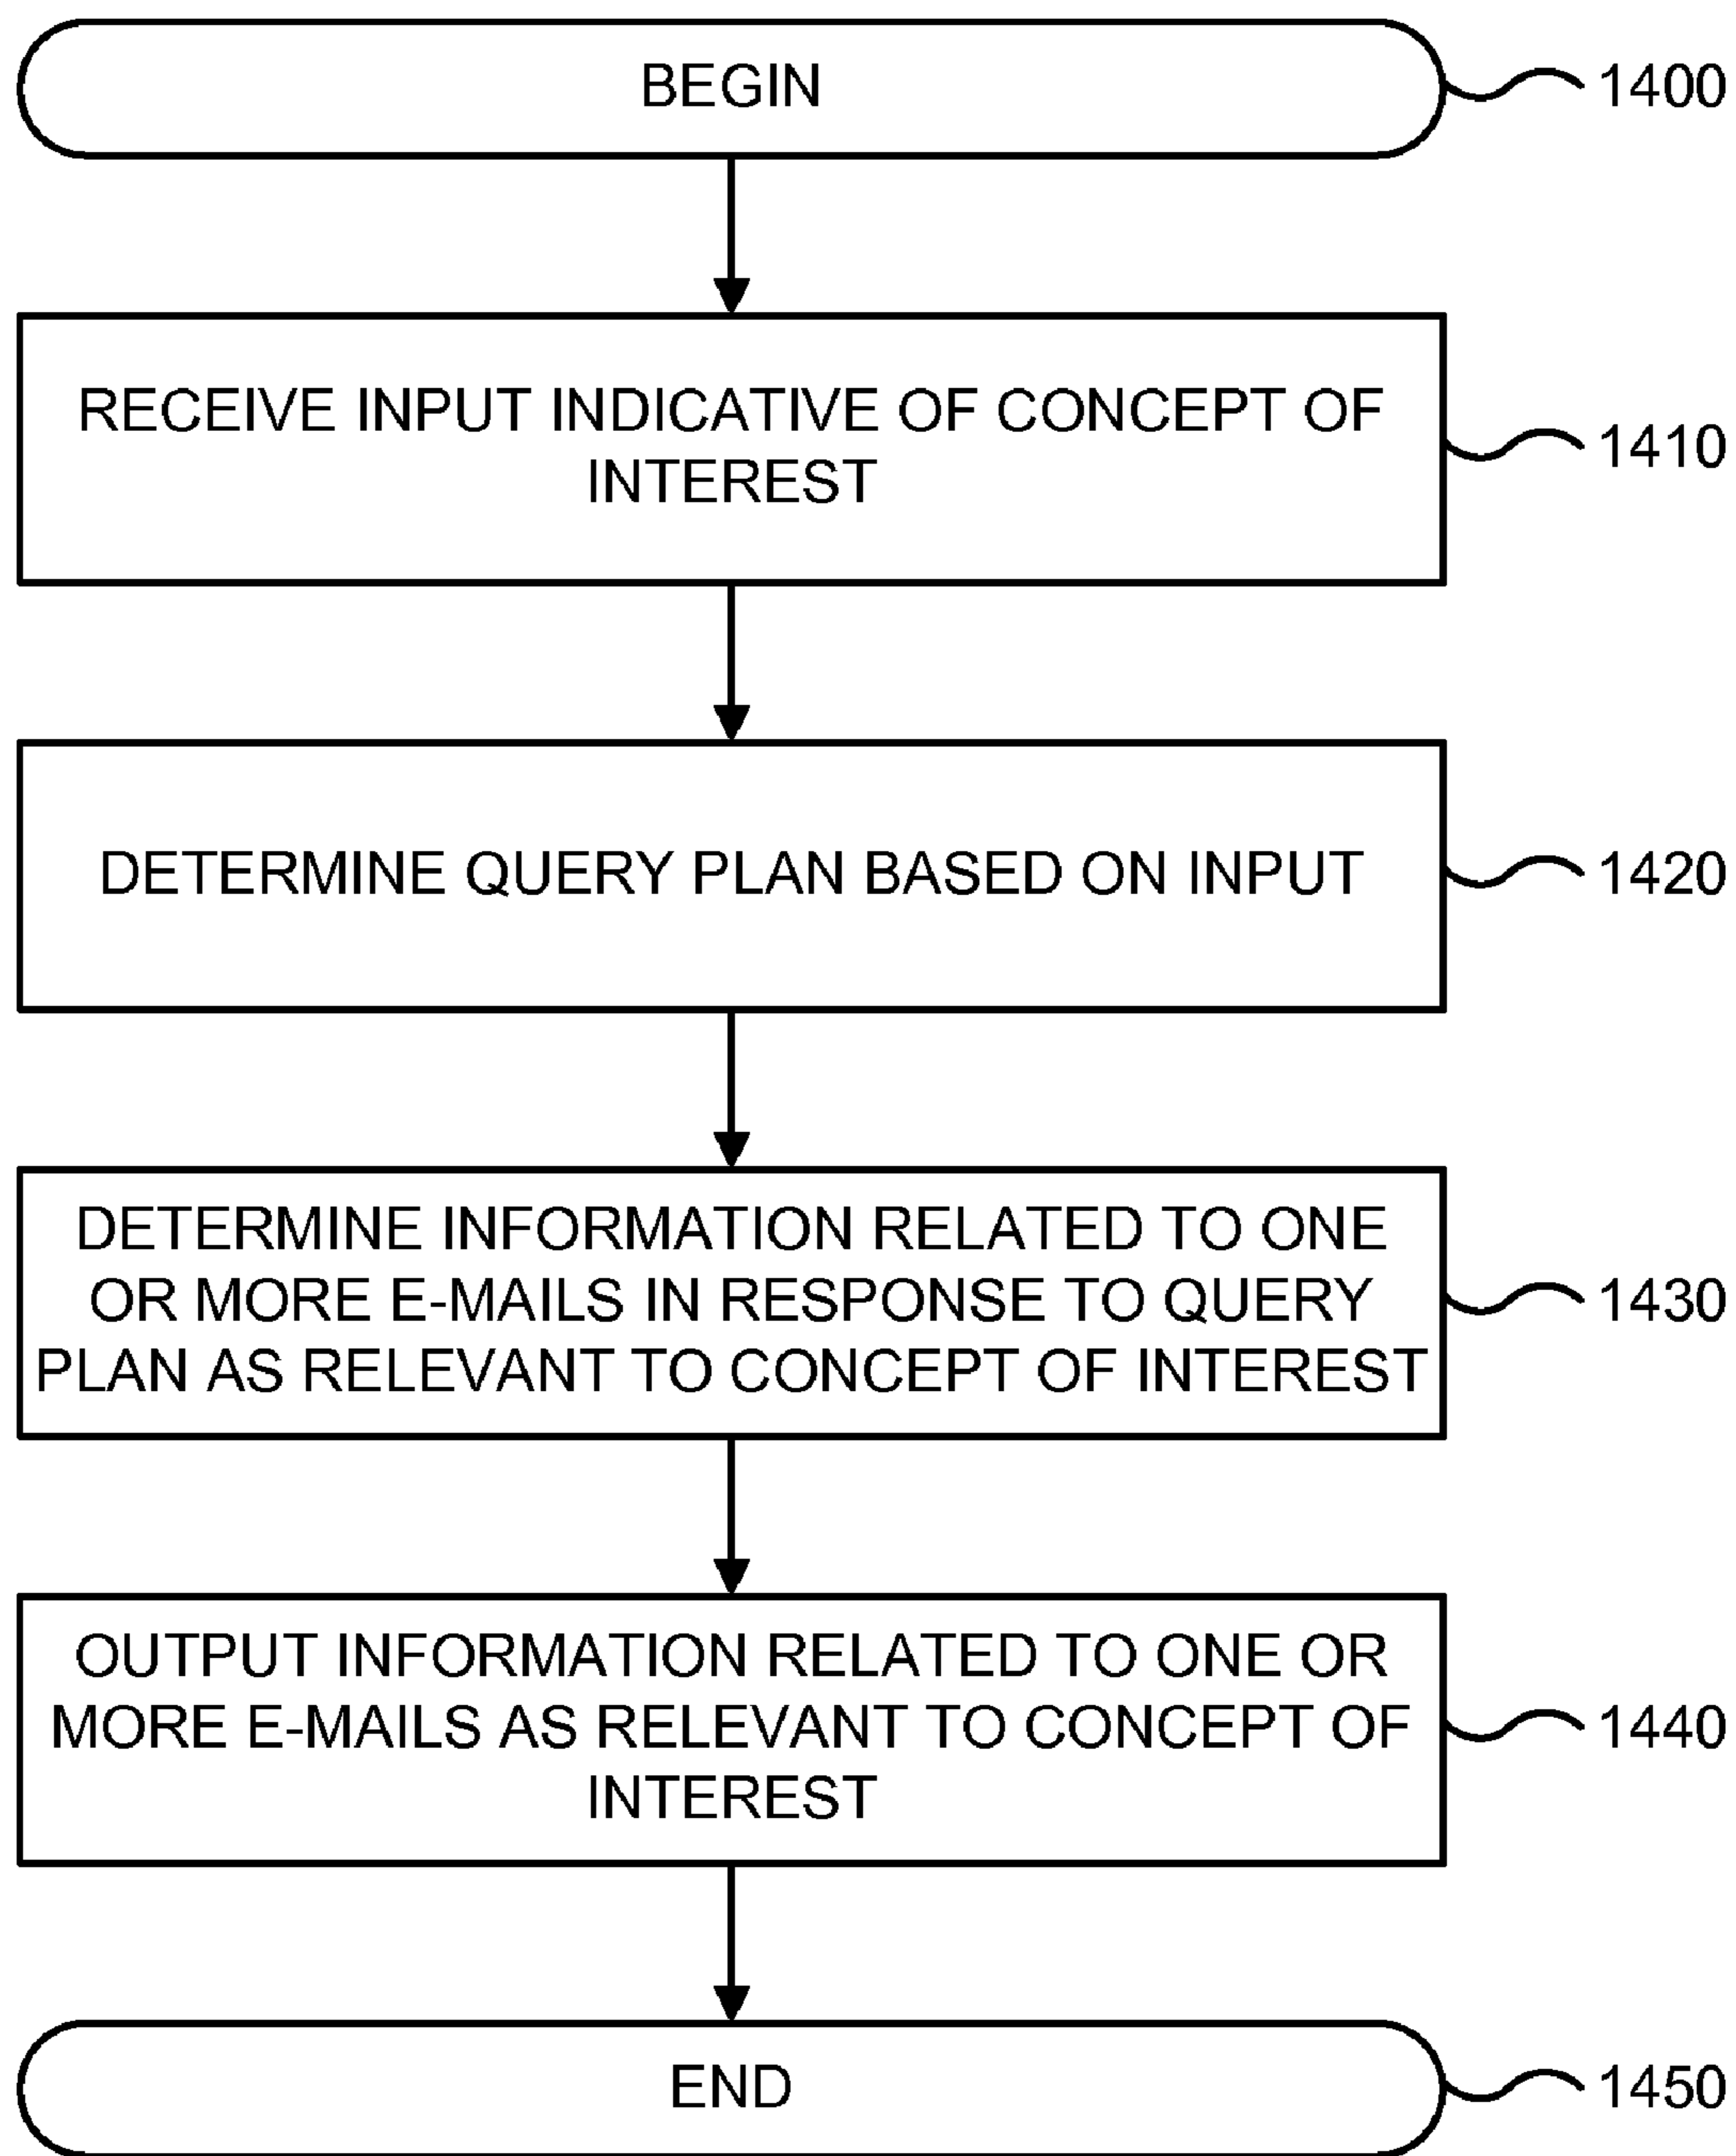 BEGIN
1400
RECEIVE INPUT INDICATIVE OF CONCEPT OF
INTEREST
1410
DETERMINE QUERY PLAN BASED ON INPUT
1420
DETERMINE INFORMATION RELATED TO ONE
OR MORE E-MAILS IN RESPONSE TO QUERY
PLAN AS RELEVANT TO CONCEPT OF INTEREST
1430
OUTPUT INFORMATION RELATED TO ONE OR
MORE E-MAILS AS RELEVANT TO CONCEPT OF
INTEREST
1440
END
1450